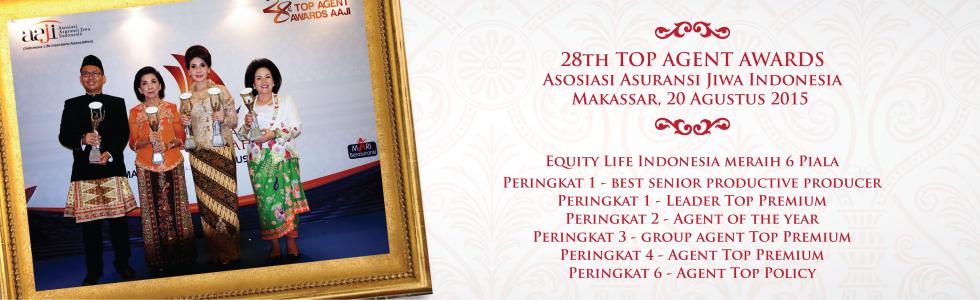 aaji Asosiasi
Asuransi Jiwa
Indonesia
(Indonesia Life Insurance Association)
28th TOP AGENT
AWARDS AAJI
MARI
Berasuransi
28TH TOP AGENT AWARDS
ASOSIASI ASURANSI JIWA INDONESIA
MAKASSAR, 20 AGUSTUS 2015
EQUITY LIFE INDONESIA MERAIH 6 PIALA
PERINGKAT 1 - BEST SENIOR PRODUCTIVE PRODUCER
PERINGKAT 1 - LEADER TOP PREMIUM
PERINGKAT 2 - AGENT OF THE YEAR
PERINGKAT 3 - GROUP AGENT TOP PREMIUM
PERINGKAT 4 - AGENT TOP PREMIUM
PERINGKAT 6 - AGENT TOP POLICY